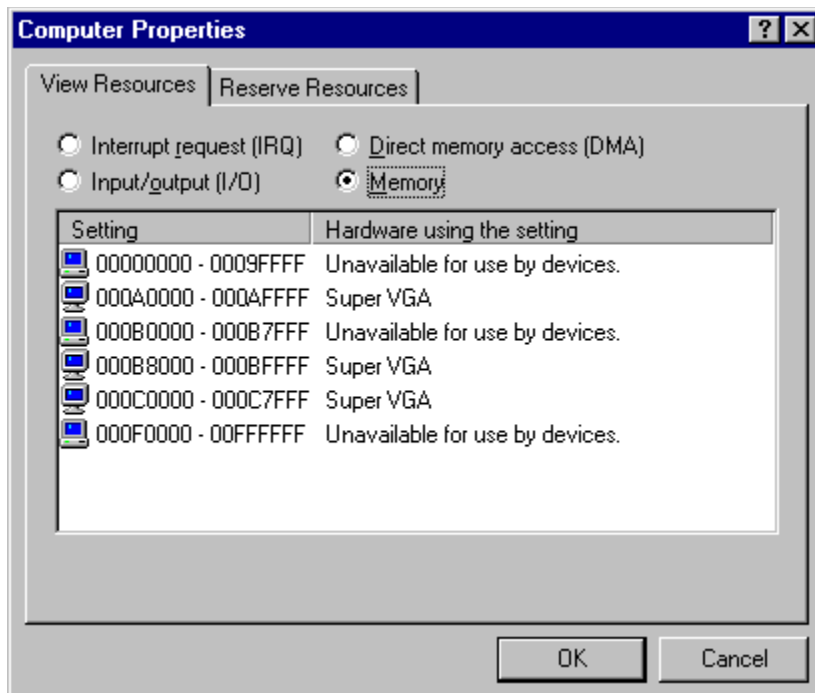 Computer Properties
View Resources Reserve Resources
Interrupt request (IRQ) Direct memory access (DMA)
Input/output (I/O) Memory
Setting Hardware using the setting
00000000 - 0009FFFF Unavailable for use by devices.
000A0000 - 000AFFFF Super VGA
000B0000 - 000B7FFF Unavailable for use by devices.
000B8000 - 000BFFFF Super VGA
000C0000 - 000C7FFF Super VGA
000F0000 - 00FFFFFF Unavailable for use by devices.
OK Cancel